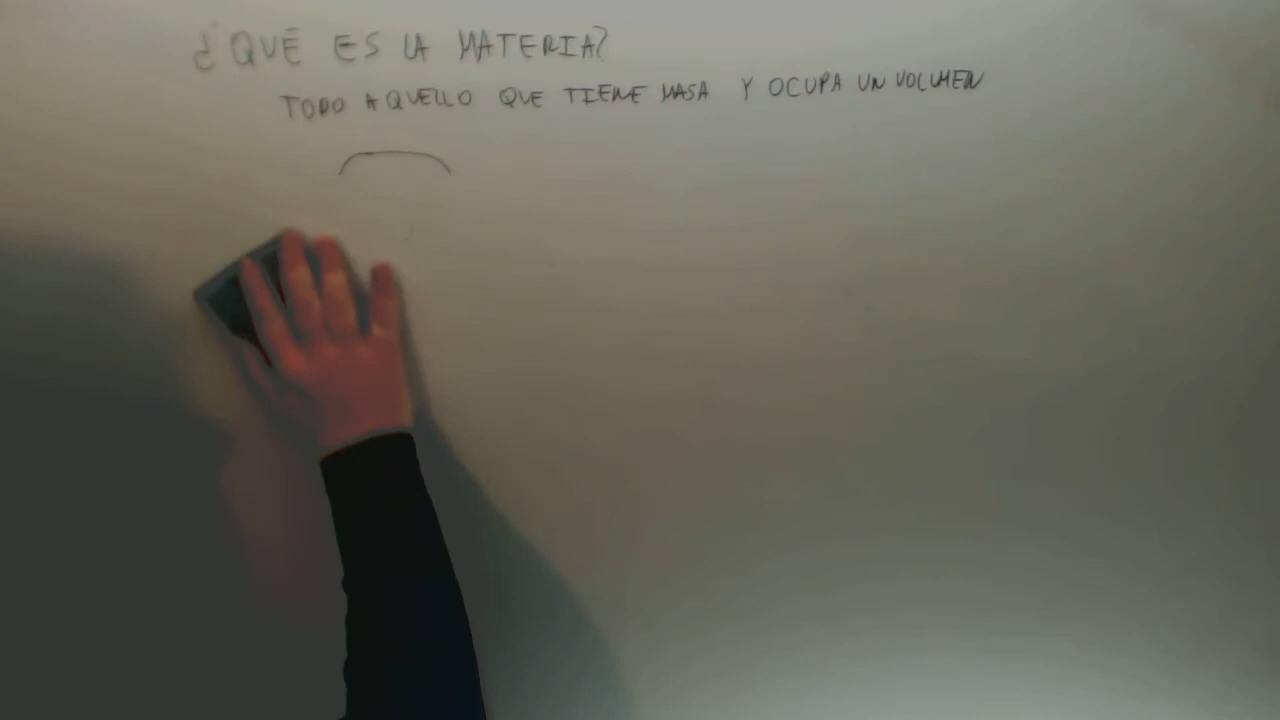 ¿QUÉ ES LA MATERIA?
TODO AQUELLO QUE TIENE MASA Y OCUPA UN VOLUMEN